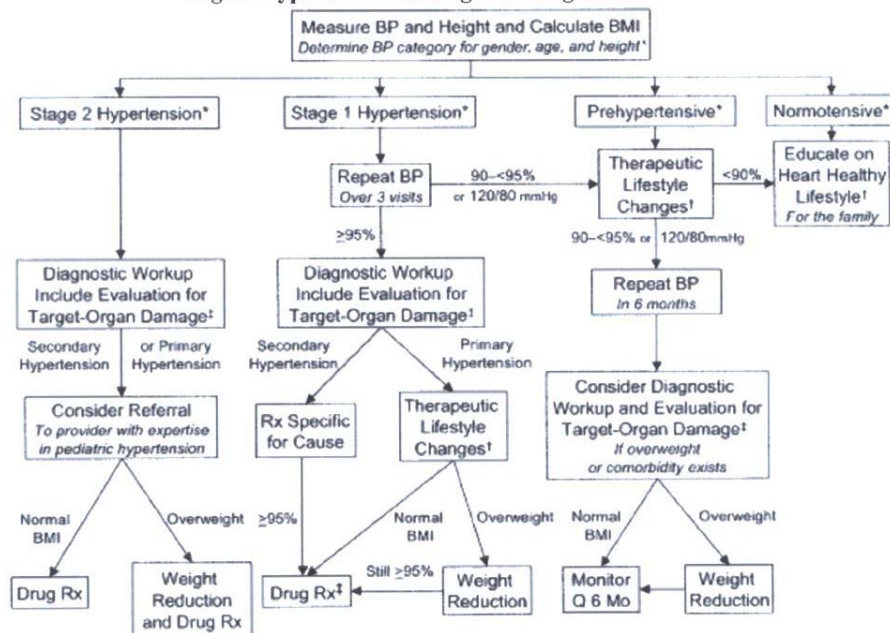 Measure BP and Height and Calculate BMI
Determine BP category for gender, age, and height*
Stage 2 Hypertension*
Stage 1 Hypertension*
Prehypertensive*
Normotensive*
Repeat BP
Over 3 visits
90–<95%
or 120/80 mmHg
Therapeutic
Lifestyle
Changes†
<90%
Educate on
Heart Healthy
Lifestyle†
For the family
≥95%
90–<95% or 120/80mmHg
Diagnostic Workup
Include Evaluation for
Target-Organ Damage‡
Diagnostic Workup
Include Evaluation for
Target-Organ Damage‡
Repeat BP
In 6 months
Secondary
Hypertension
or Primary
Hypertension
Secondary
Hypertension
Primary
Hypertension
Consider Referral
To provider with expertise
in pediatric hypertension
Rx Specific
for Cause
Therapeutic
Lifestyle
Changes†
Consider Diagnostic
Workup and Evaluation for
Target-Organ Damage‡
If overweight
or comorbidity exists
Normal
BMI
Overweight
≥95%
Normal
BMI
Overweight
Normal
BMI
Overweight
Drug Rx
Weight
Reduction
and Drug Rx
Drug Rx‡
Still ≥95%
Weight
Reduction
Monitor
Q 6 Mo
Weight
Reduction